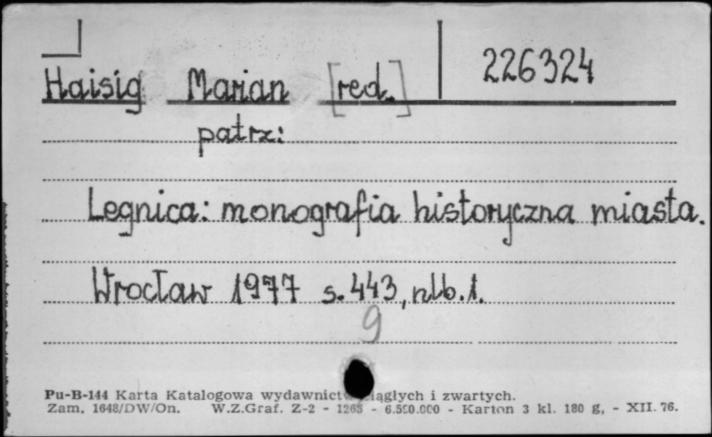 226324
Haisig Marian [red.]
patrz:
Legnica: monografia historyczna miasta.
Wrocław 1977 s. 443, nlb. 1.
9
Pu-B-144 Karta Katalogowa wydawnictw ciągłych i zwartych.
Zam. 1648/DW/On. W.Z.Graf. Z-2 - 1265 - 6.500.000 - Karton 3 kl. 180 g, - XII. 76.